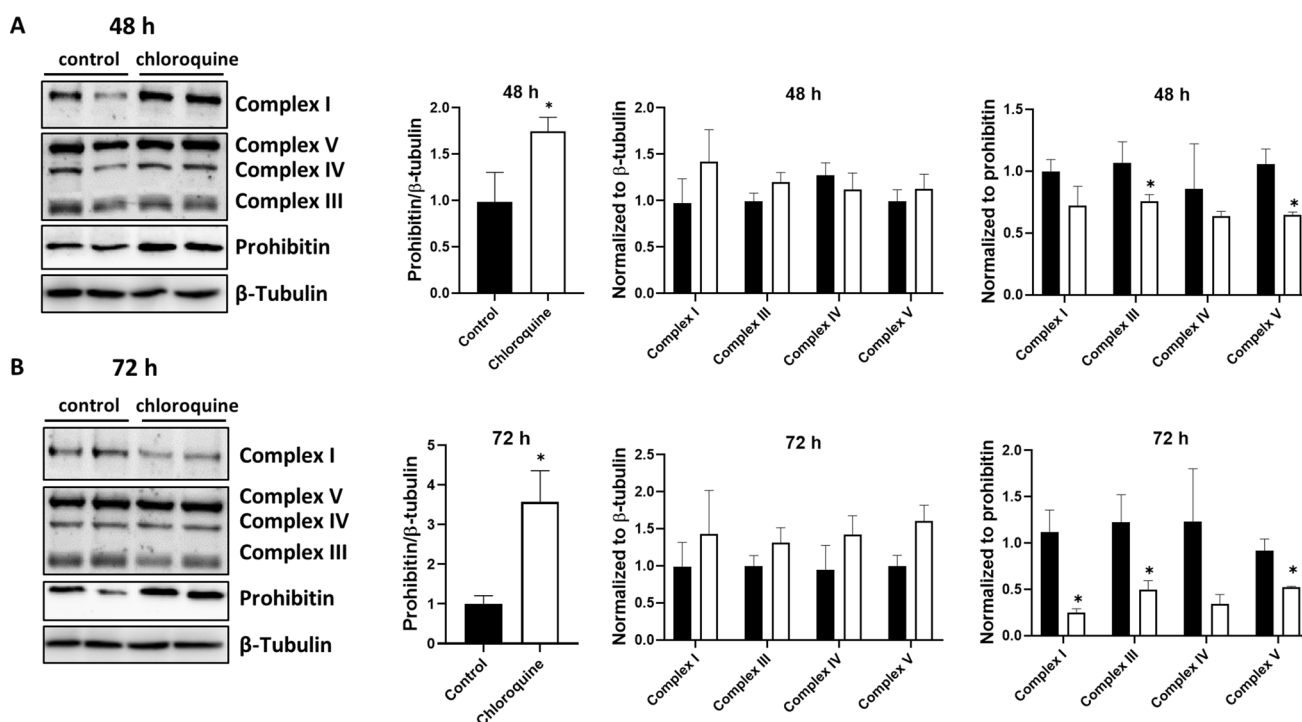 A
48 h
control chloroquine
Complex I
Complex V
Complex IV
Complex III
Prohibitin
β-Tubulin
48 h
Prohibitin/β-tubulin
2.0
1.5
1.0
0.5
0.0
*
Control
Chloroquine
48 h
Normalized to β-tubulin
2.0
1.5
1.0
0.5
0.0
Complex I
Complex III
Complex IV
Complex V
48 h
Normalized to prohibitin
1.5
1.0
0.5
0.0
*
*
Complex I
Complex III
Complex IV
Compelx V
B
72 h
control chloroquine
Complex I
Complex V
Complex IV
Complex III
Prohibitin
β-Tubulin
72 h
Prohibitin/β-tubulin
5
4
3
2
1
0
*
Control
Chloroquine
72 h
Normalized to β-tubulin
2.5
2.0
1.5
1.0
0.5
0.0
Complex I
Complex III
Complex IV
Complex V
72 h
Normalized to prohibitin
2.0
1.5
1.0
0.5
0.0
*
*
*
Complex I
Complex III
Complex IV
Complex V